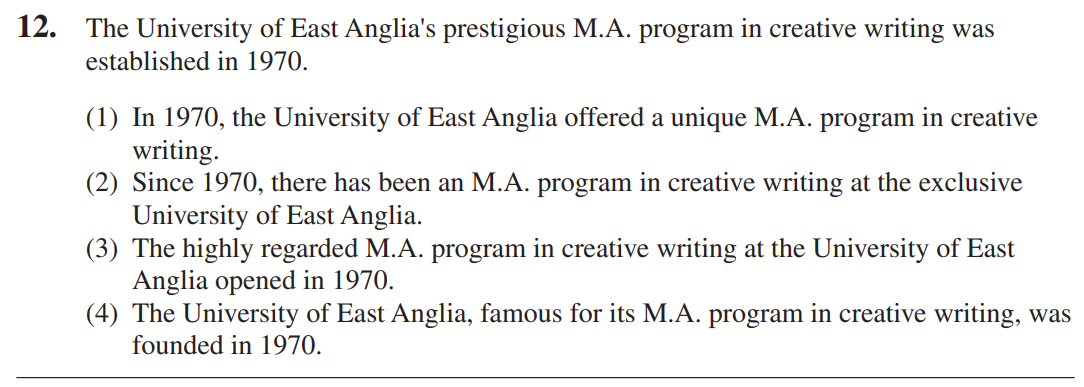 12. The University of East Anglia's prestigious M.A. program in creative writing was
established in 1970.
(1) In 1970, the University of East Anglia offered a unique M.A. program in creative
writing.
(2) Since 1970, there has been an M.A. program in creative writing at the exclusive
University of East Anglia.
(3) The highly regarded M.A. program in creative writing at the University of East
Anglia opened in 1970.
(4) The University of East Anglia, famous for its M.A. program in creative writing, was
founded in 1970.